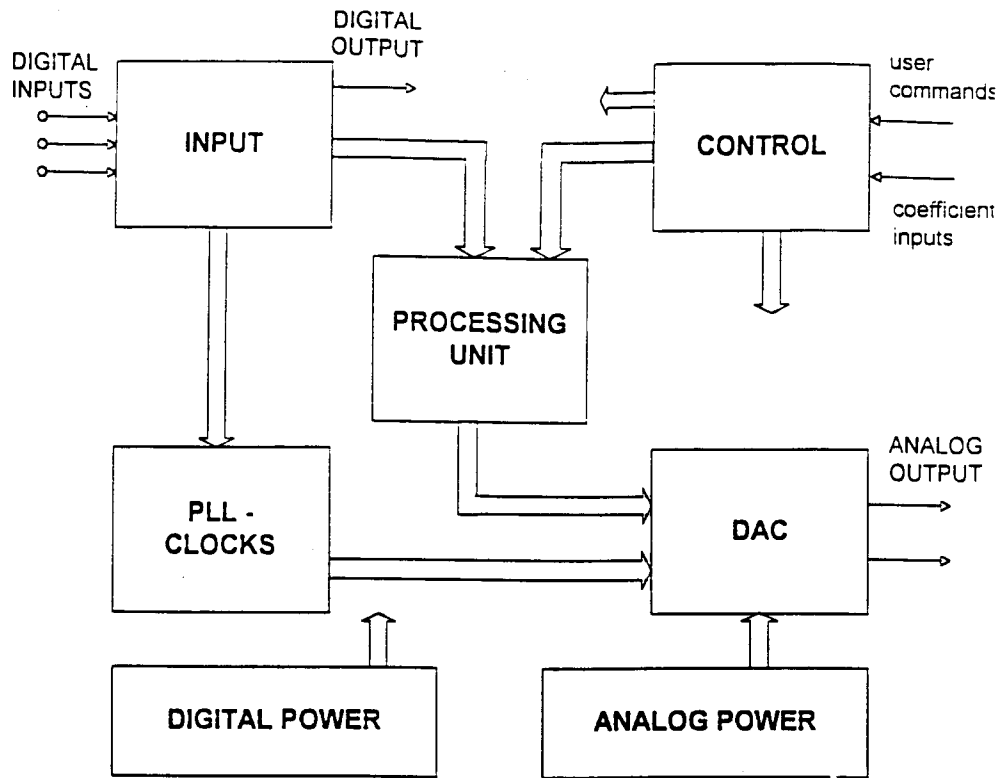 DIGITAL
OUTPUT
DIGITAL
INPUTS
INPUT
CONTROL
user
commands
coefficient
inputs
PROCESSING
UNIT
PLL -
CLOCKS
DAC
ANALOG
OUTPUT
DIGITAL POWER
ANALOG POWER